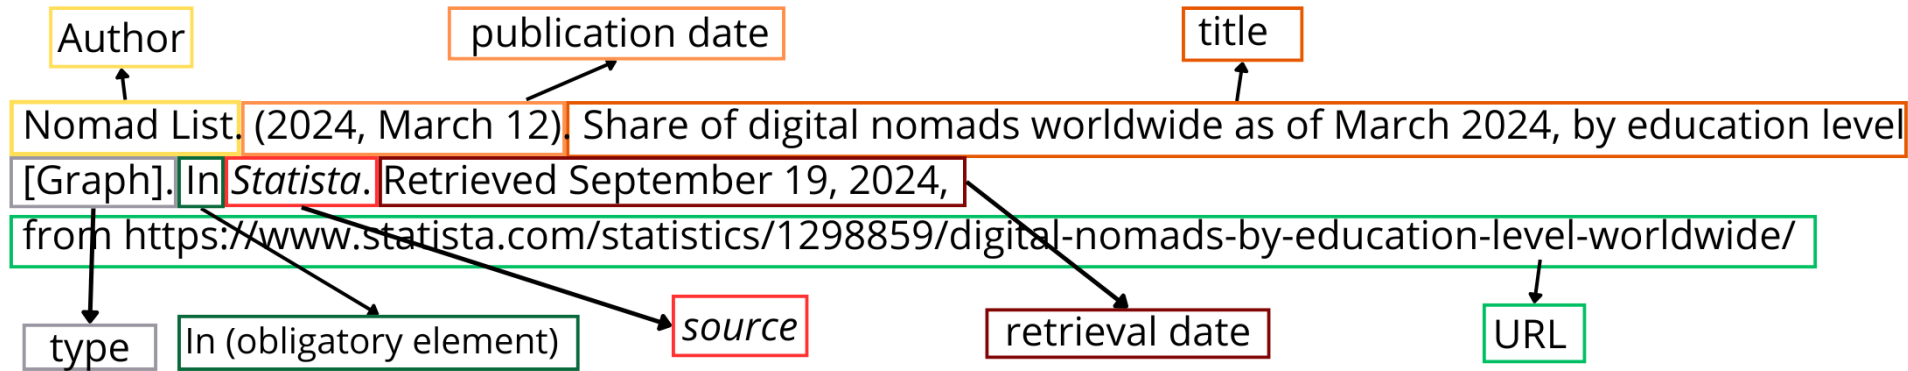 Author
publication date
title
Nomad List. (2024, March 12). Share of digital nomads worldwide as of March 2024, by education level
[Graph]. In Statista. Retrieved September 19, 2024,
from https://www.statista.com/statistics/1298859/digital-nomads-by-education-level-worldwide/
type
In (obligatory element)
source
retrieval date
URL